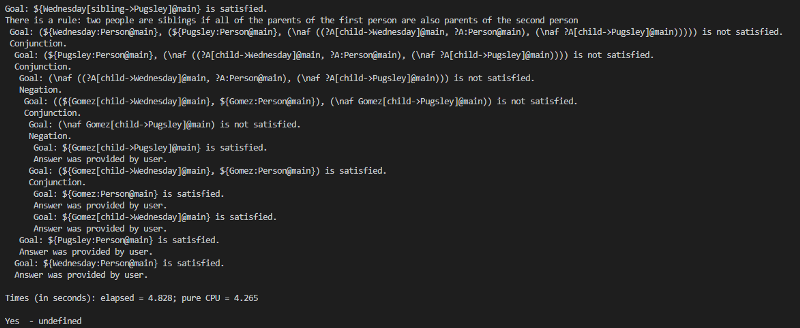 Goal: ${Wednesday[sibling->Pugsley]@main} is satisfied.
There is a rule: two people are siblings if all of the parents of the first person are also parents of the second person
Goal: (${Wednesday:Person@main}, (${Pugsley:Person@main}, (\naf ((?A[child->Wednesday]@main, ?A:Person@main), (\naf ?A[child->Pugsley]@main))))) is not satisfied.
Conjunction.
Goal: (${Pugsley:Person@main}, (\naf ((?A[child->Wednesday]@main, ?A:Person@main), (\naf ?A[child->Pugsley]@main)))) is not satisfied.
Conjunction.
Goal: (\naf ((?A[child->Wednesday]@main, ?A:Person@main), (\naf ?A[child->Pugsley]@main))) is not satisfied.
Negation.
Goal: ((${Gomez[child->Wednesday]@main}, ${Gomez:Person@main}), (\naf Gomez[child->Pugsley]@main)) is not satisfied.
Conjunction.
Goal: (\naf Gomez[child->Pugsley]@main) is not satisfied.
Negation.
Goal: ${Gomez[child->Pugsley]@main} is satisfied.
Answer was provided by user.
Goal: (${Gomez[child->Wednesday]@main}, ${Gomez:Person@main}) is satisfied.
Conjunction.
Goal: ${Gomez:Person@main} is satisfied.
Answer was provided by user.
Goal: ${Gomez[child->Wednesday]@main} is satisfied.
Answer was provided by user.
Goal: ${Pugsley:Person@main} is satisfied.
Answer was provided by user.
Goal: ${Wednesday:Person@main} is satisfied.
Answer was provided by user.
Times (in seconds): elapsed = 4.828; pure CPU = 4.265
Yes - undefined